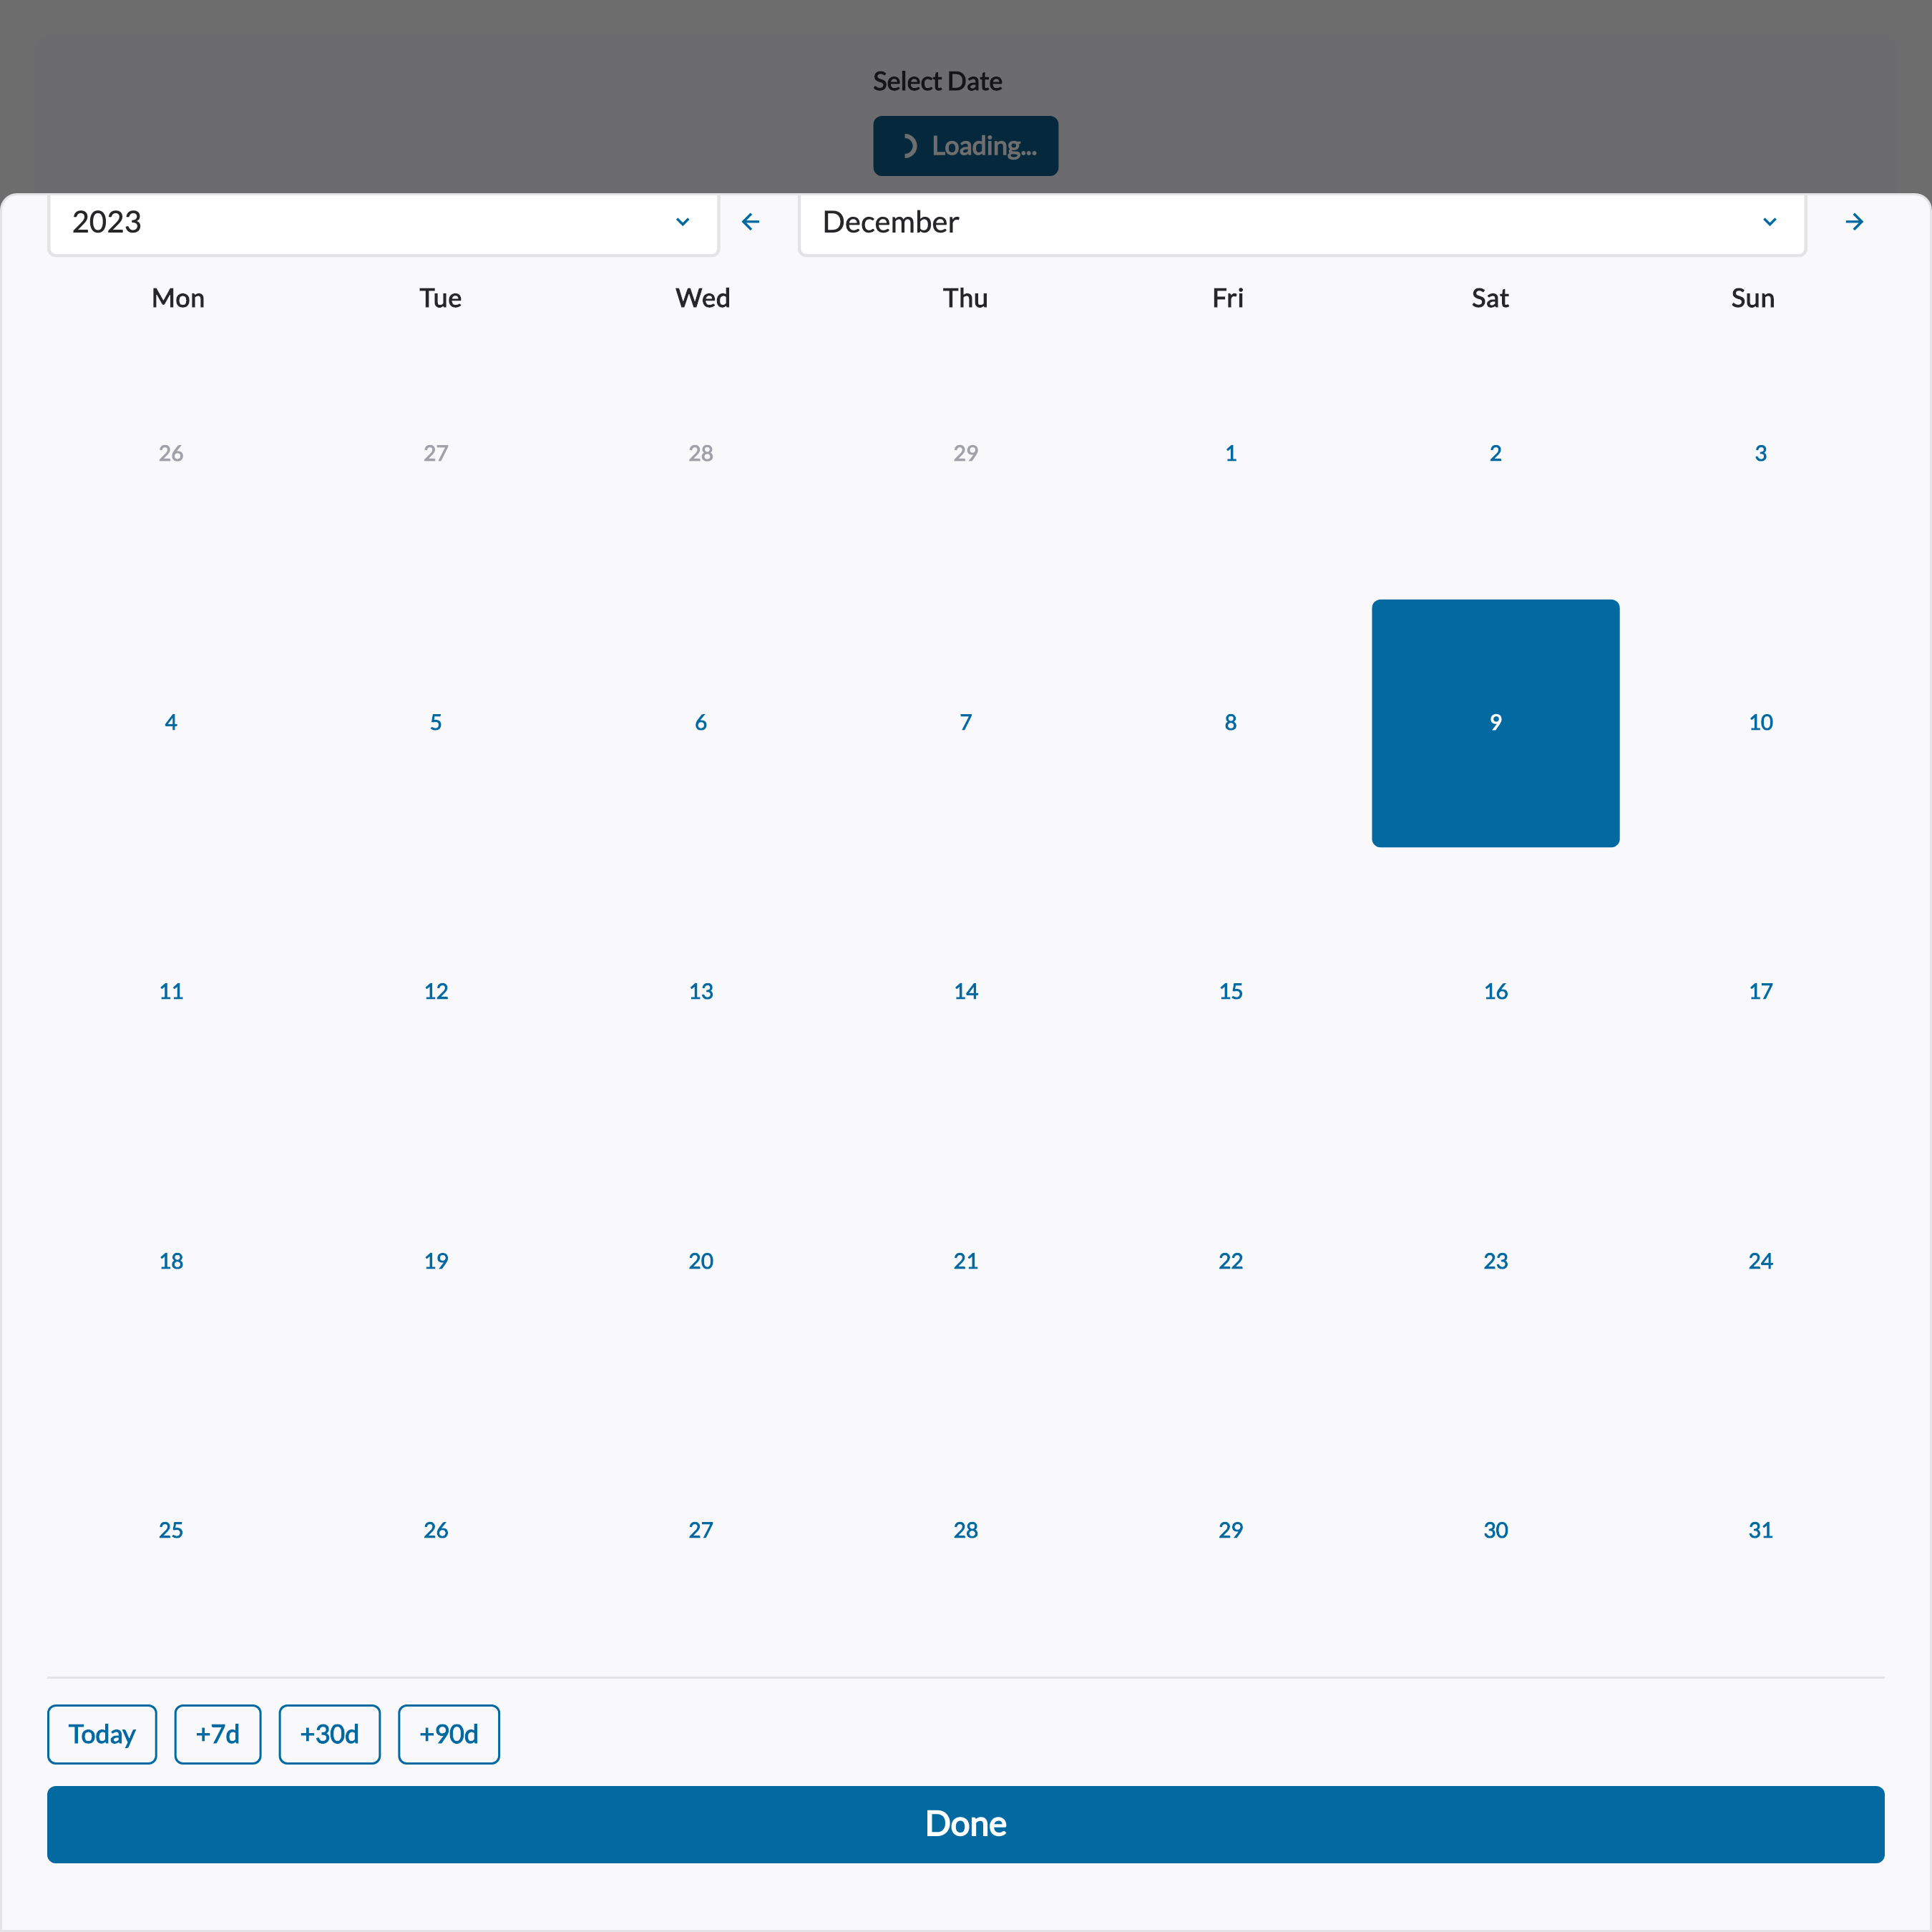 Select Date
Loading...
2023 December
Mon Tue Wed Thu Fri Sat Sun
26 27 28 29 1 2 3
4 5 6 7 8 9 10
11 12 13 14 15 16 17
18 19 20 21 22 23 24
25 26 27 28 29 30 31
Today +7d +30d +90d
Done